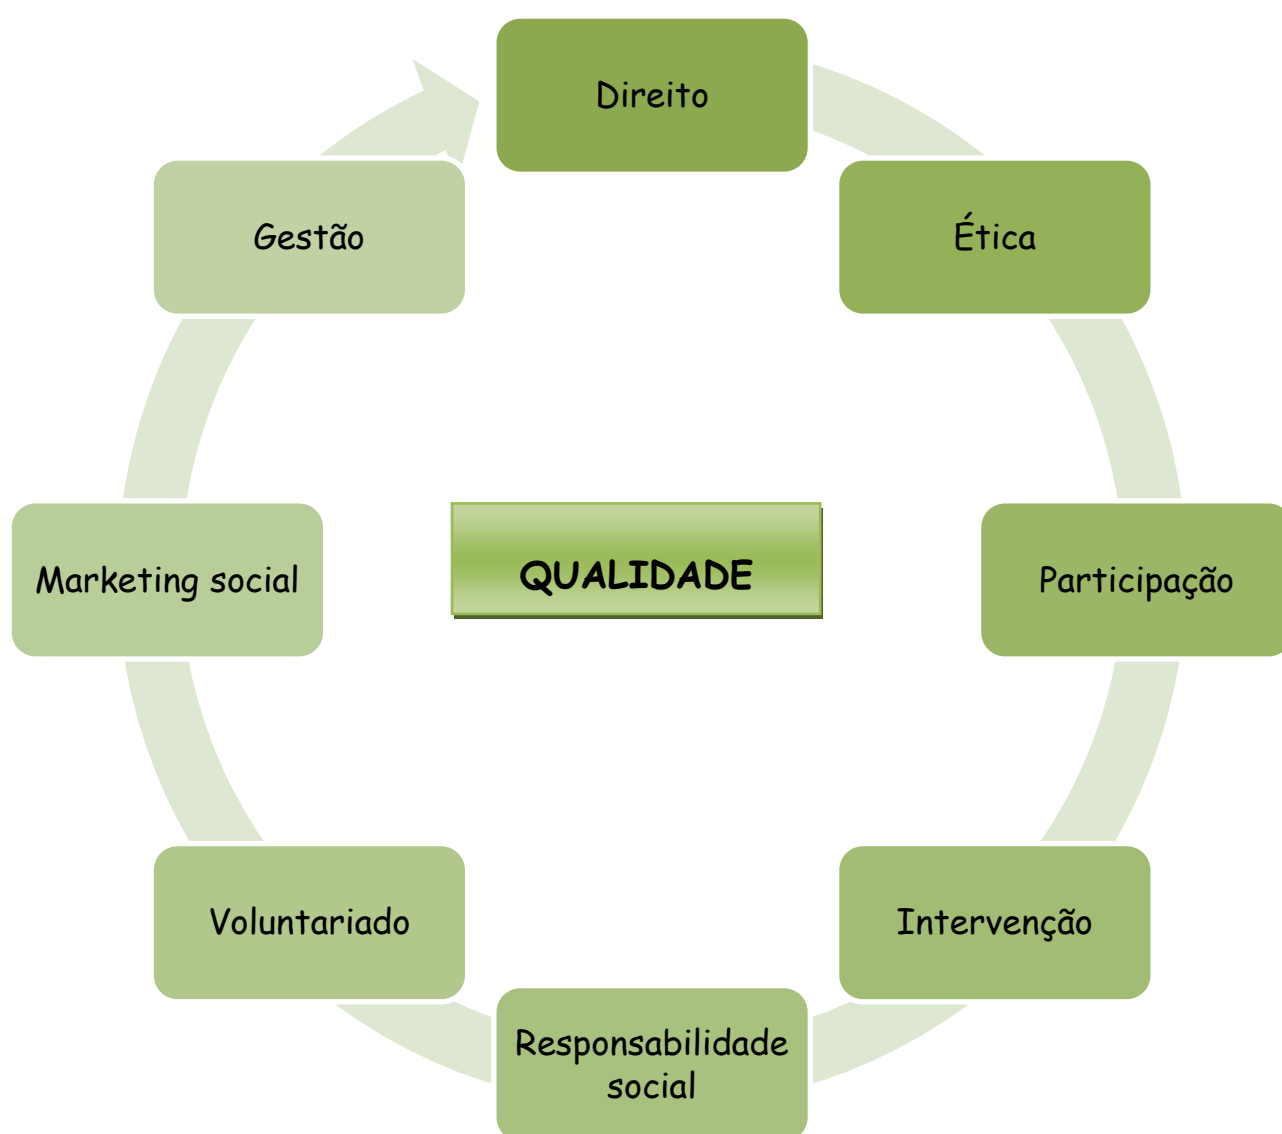 Direito
Ética
Participação
Intervenção
Responsabilidade
social
Voluntariado
Marketing social
Gestão
QUALIDADE